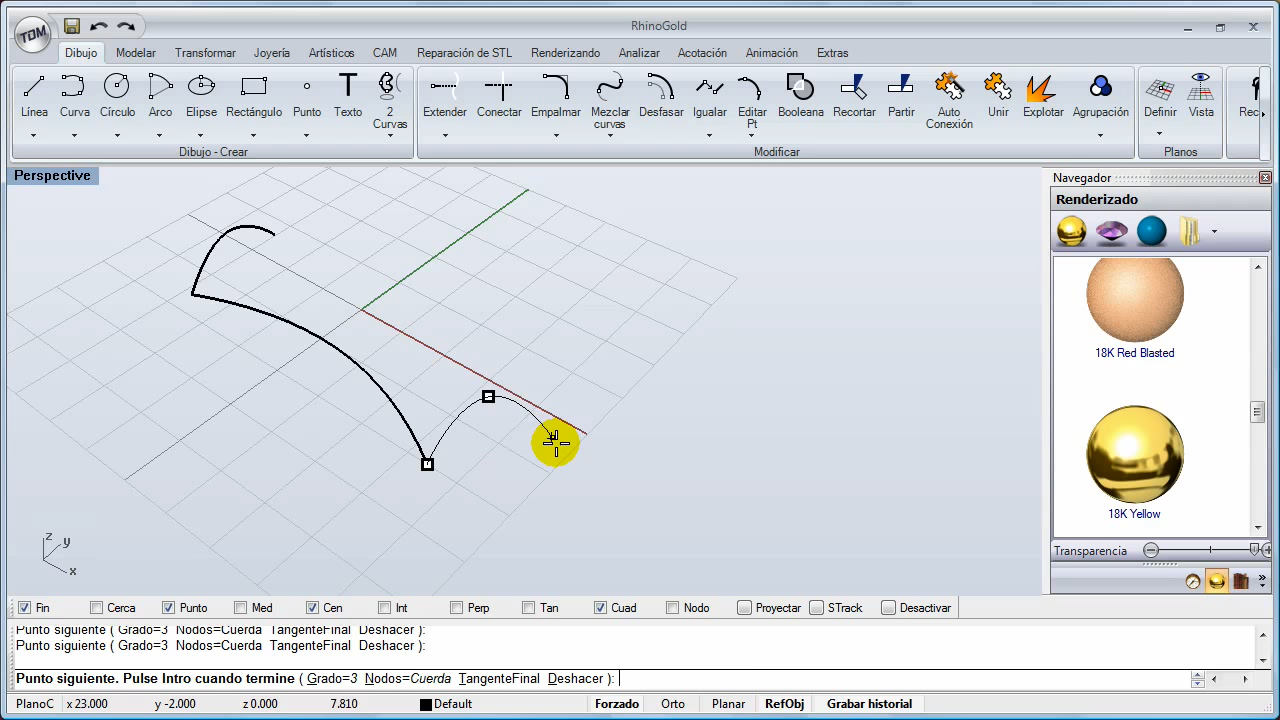 RhinoGold
TDM
Dibujo Modelar Transformar Joyería Artísticos CAM Reparación de STL Renderizando Analizar Acotación Animación Extras
Línea Curva Círculo Arco Elipse Rectángulo Punto Texto 2 Curvas Extender Conectar Empalmar Mezclar curvas Desfasar Igualar Editar Pt Booleana Recortar Partir Auto Conexión Unir Explotar Agrupación Definir Vista Rec
Dibujo - Crear Modificar Planos
Perspective
Navegador
Renderizado
18K Red Blasted
18K Yellow
Transparencia
z
y
x
Fin Cerca Punto Med Cen Int Perp Tan Cuad Nodo Proyectar STrack Desactivar
Punto siguiente ( Grado=3 Nodos=Cuerda TangenteFinal Deshacer ):
Punto siguiente ( Grado=3 Nodos=Cuerda TangenteFinal Deshacer ):
Punto siguiente. Pulse Intro cuando termine ( Grado=3 Nodos=Cuerda TangenteFinal Deshacer ):
PlanoC x 23.000 y -2.000 z 0.000 7.810 Default Forzado Orto Planar RefObj Grabar historial